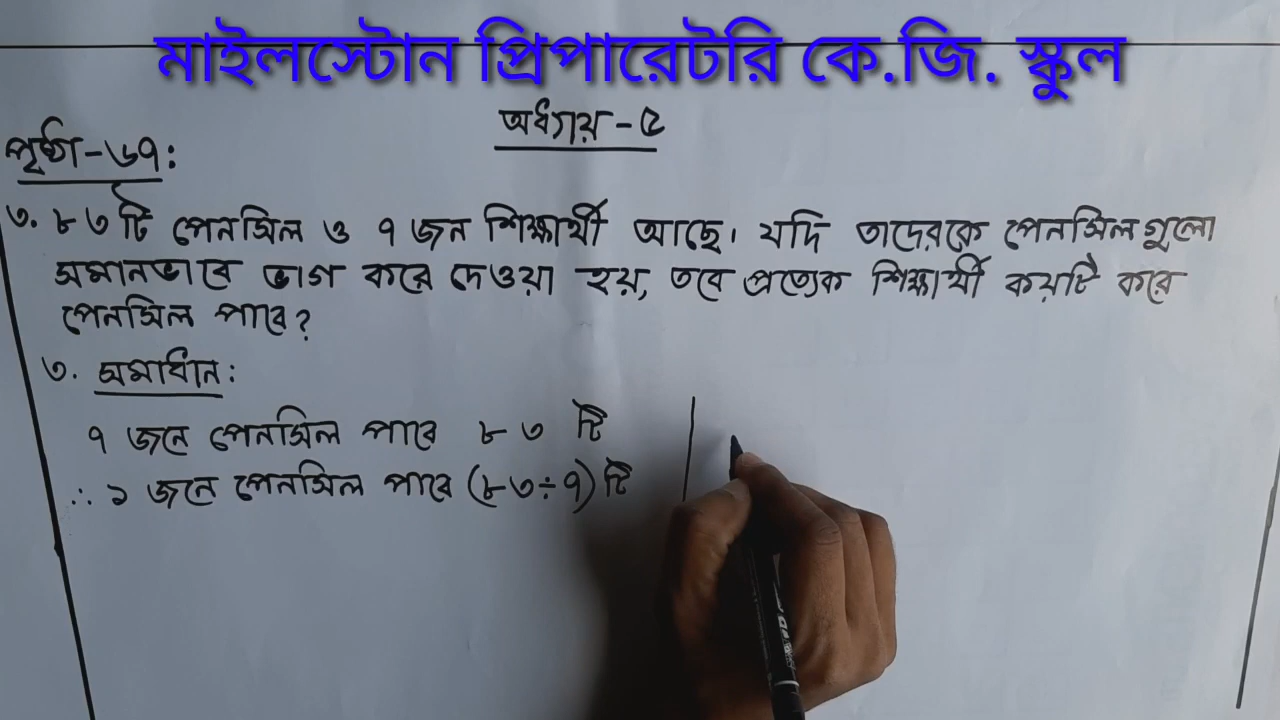 মাইলস্টোন প্রিপারেটরি কে.জি. স্কুল
অধ্যায় - ৫
পৃষ্ঠা-৬৭:
৩. ৮৩টি পেনসিল ও ৭ জন শিক্ষার্থী আছে। যদি তাদেরকে পেনসিলগুলো
সমানভাবে ভাগ করে দেওয়া হয়, তবে প্রত্যেক শিক্ষার্থী কয়টি করে
পেনসিল পাবে?
৩. সমাধান:
৭ জনে পেনসিল পাবে ৮৩ টি
∴ ১ জনে পেনসিল পাবে (৮৩÷৭) টি